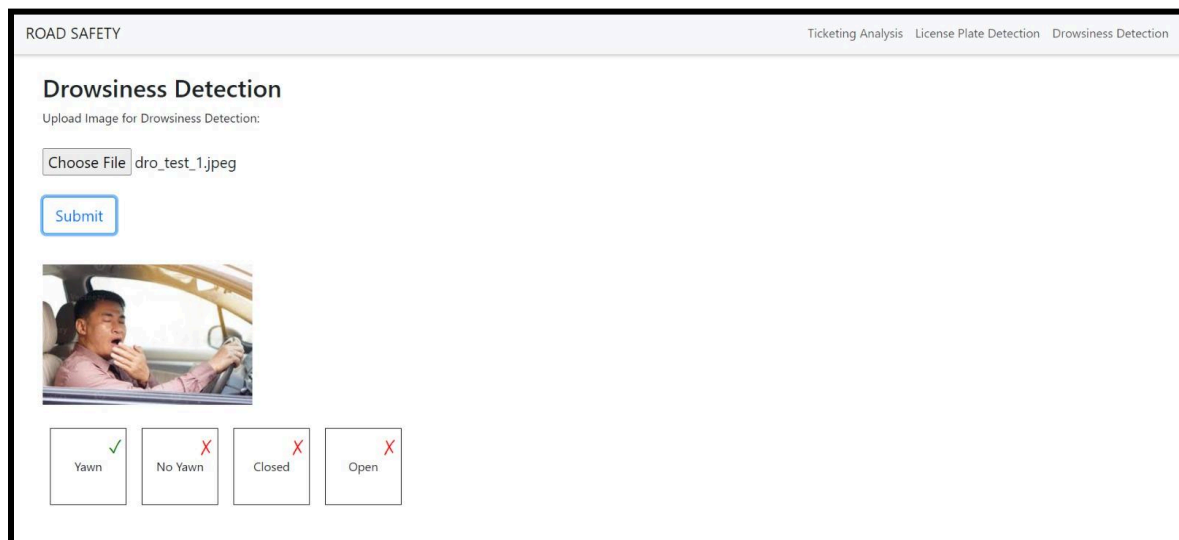 ROAD SAFETY Ticketing Analysis License Plate Detection Drowsiness Detection
Drowsiness Detection
Upload Image for Drowsiness Detection:
Choose File dro_test_1.jpeg
Submit
Yawn No Yawn Closed Open